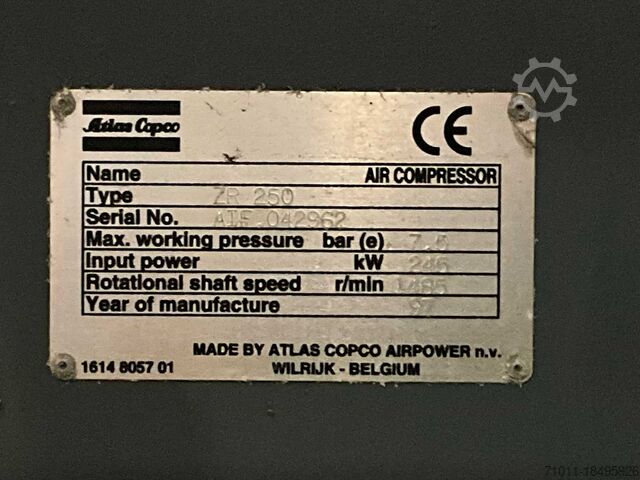 Atlas Copco
CE
Name AIR COMPRESSOR
Type ZR 250
Serial No. AIF.042962
Max. working pressure bar (e) 7.5
Input power kW 246
Rotational shaft speed r/min 1485
Year of manufacture 97
MADE BY ATLAS COPCO AIRPOWER n.v.
1614 8057 01 WILRIJK - BELGIUM
71011-18495826